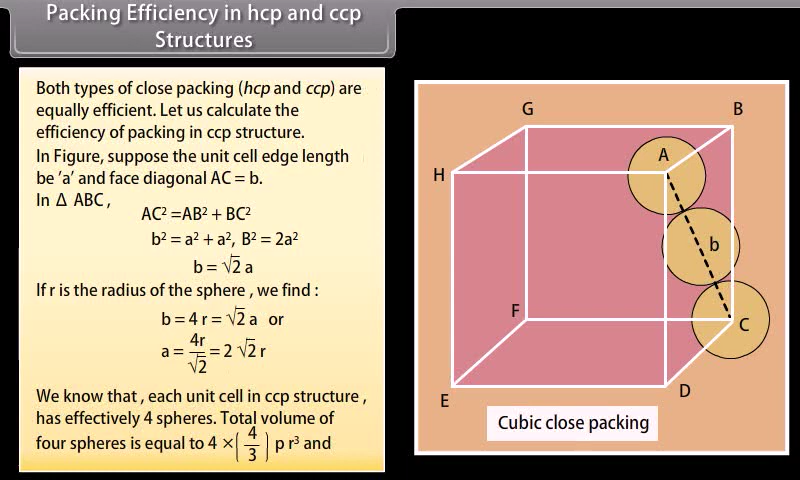 Packing Efficiency in hcp and ccp
Structures
Both types of close packing (hcp and ccp) are
equally efficient. Let us calculate the
efficiency of packing in ccp structure.
In Figure, suppose the unit cell edge length
be 'a' and face diagonal AC = b.
In Δ ABC,
AC² =AB² + BC²
b² = a² + a², B² = 2a²
b = √2 a
If r is the radius of the sphere , we find :
b = 4 r = √2 a or
a = 4r/√2 = 2 √2 r
We know that , each unit cell in ccp structure ,
has effectively 4 spheres. Total volume of
four spheres is equal to 4 ×(4/3) p r³ and
G
B
A
H
b
F
C
E
D
Cubic close packing